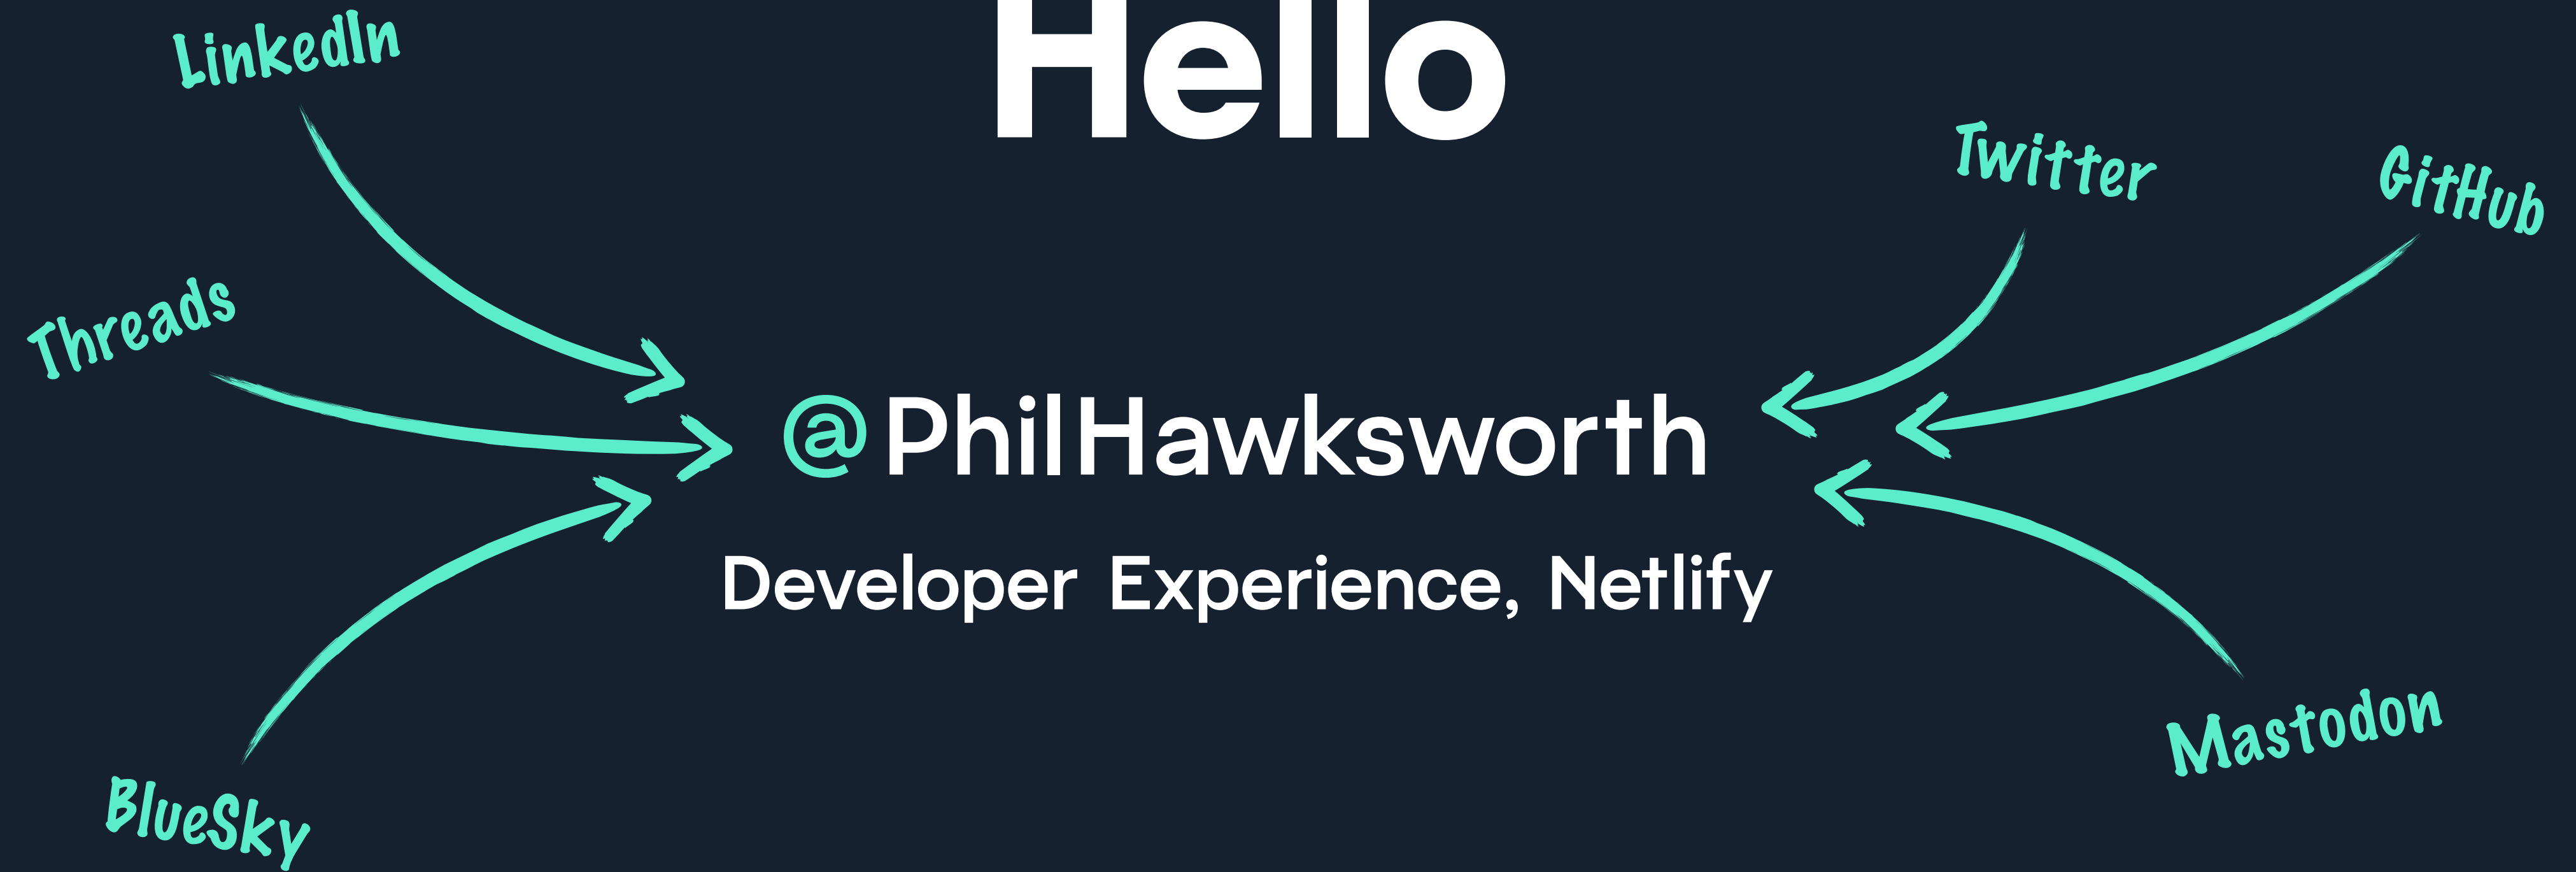 Hello
LinkedIn
Twitter
GitHub
Threads
@PhilHawksworth
Developer Experience, Netlify
Mastodon
BlueSky